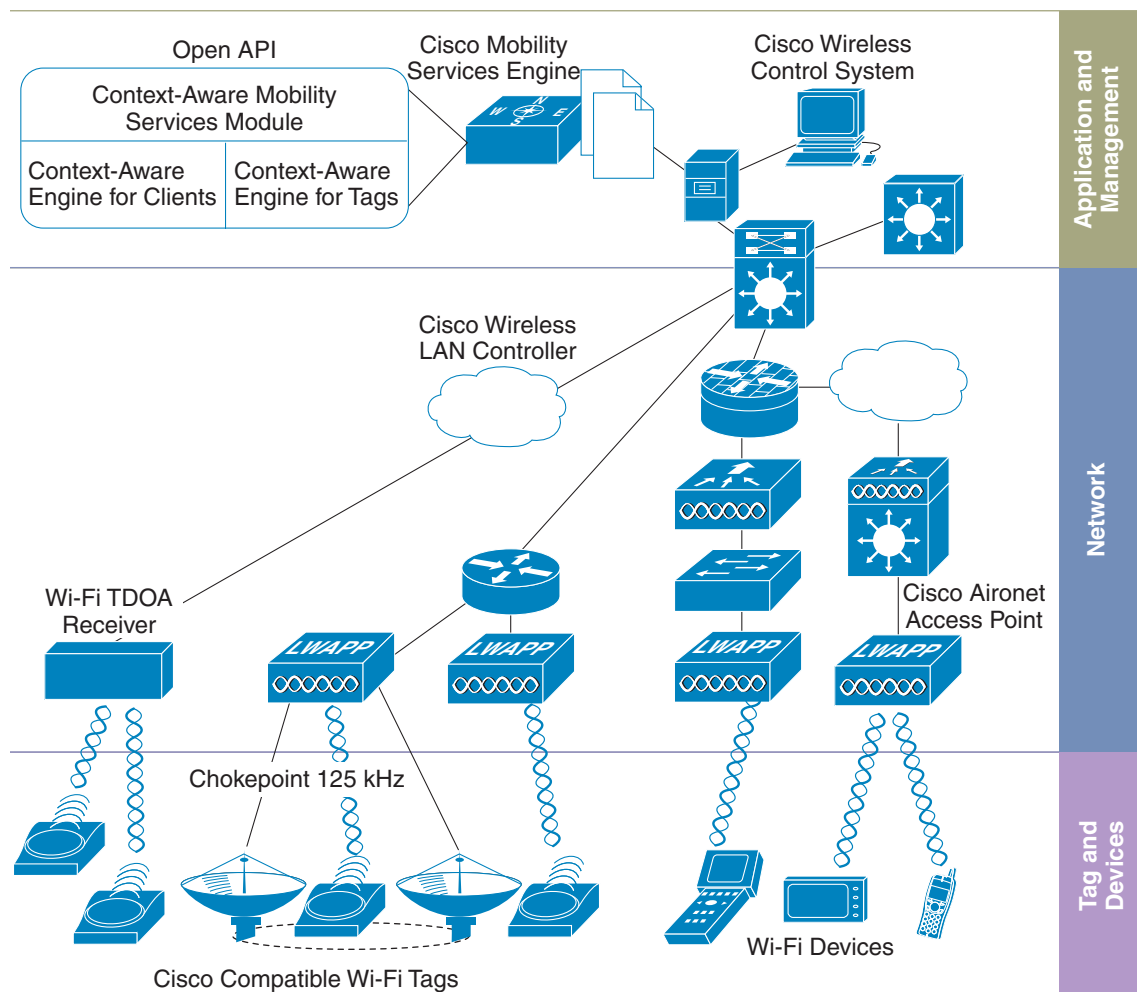 Open API
Context-Aware Mobility
Services Module
Context-Aware
Engine for Clients
Context-Aware
Engine for Tags
Cisco Mobility
Services Engine
N
W
E
S
Cisco Wireless
Control System
Application and
Management
Cisco Wireless
LAN Controller
Network
Wi-Fi TDOA
Receiver
Cisco Aironet
Access Point
LWAPP
LWAPP
LWAPP
LWAPP
Chokepoint 125 kHz
Tag and
Devices
Wi-Fi Devices
Cisco Compatible Wi-Fi Tags